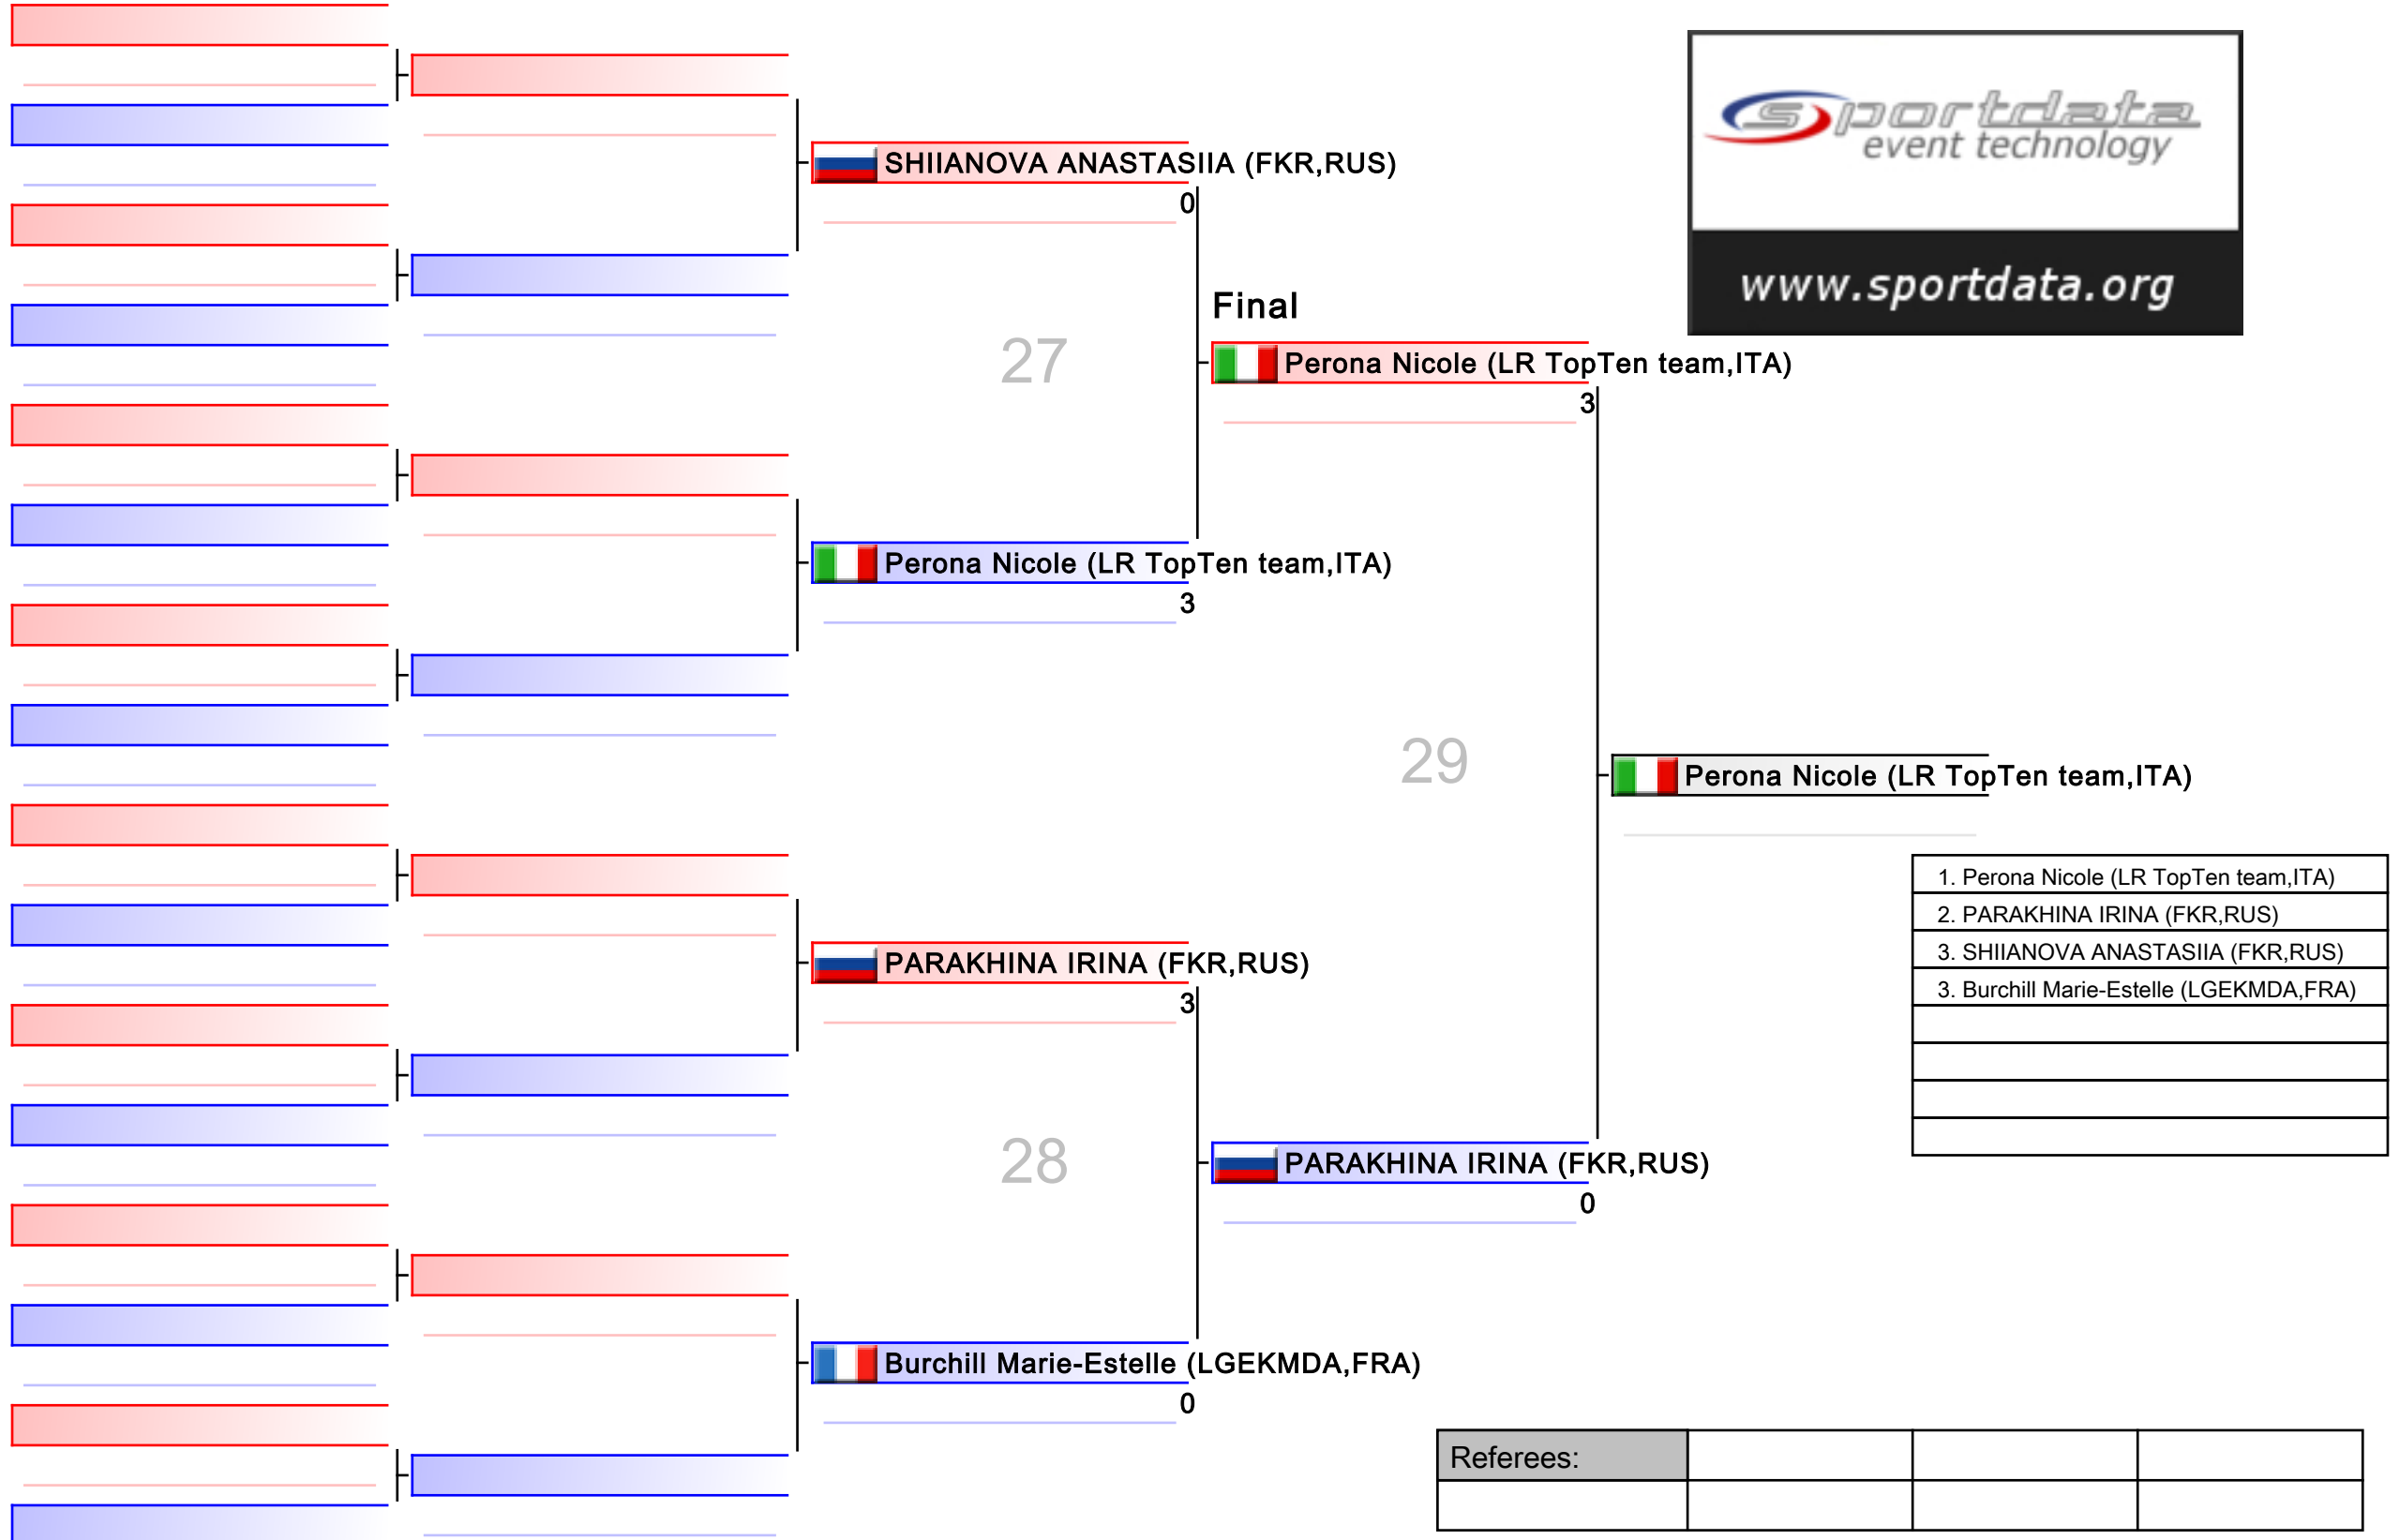 sportdata
event technology
www.sportdata.org
SHIIANOVA ANASTASIIA (FKR,RUS)
0
27
Final
Perona Nicole (LR TopTen team,ITA)
3
Perona Nicole (LR TopTen team,ITA)
3
29
Perona Nicole (LR TopTen team,ITA)
1. Perona Nicole (LR TopTen team,ITA)
2. PARAKHINA IRINA (FKR,RUS)
3. SHIIANOVA ANASTASIIA (FKR,RUS)
3. Burchill Marie-Estelle (LGEKMDA,FRA)
PARAKHINA IRINA (FKR,RUS)
3
28
PARAKHINA IRINA (FKR,RUS)
0
Burchill Marie-Estelle (LGEKMDA,FRA)
0
Referees: